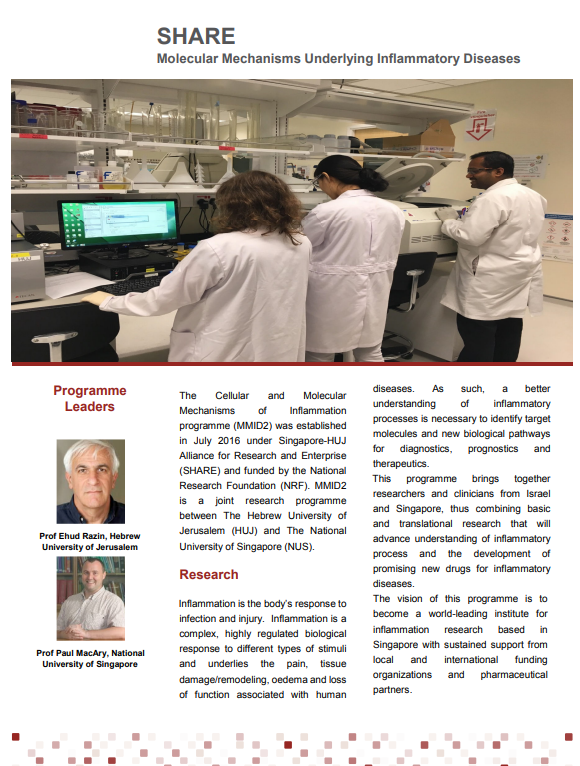 SHARE
Molecular Mechanisms Underlying Inflammatory Diseases
Programme
Leaders
Prof Ehud Razin, Hebrew
University of Jerusalem
Prof Paul MacAry, National
University of Singapore
The Cellular and Molecular
Mechanisms of Inflammation
programme (MMID2) was established
in July 2016 under Singapore-HUJ
Alliance for Research and Enterprise
(SHARE) and funded by the National
Research Foundation (NRF). MMID2
is a joint research programme
between The Hebrew University of
Jerusalem (HUJ) and The National
University of Singapore (NUS).
Research
Inflammation is the body's response to
infection and injury. Inflammation is a
complex, highly regulated biological
response to different types of stimuli
and underlies the pain, tissue
damage/remodeling, oedema and loss
of function associated with human
diseases. As such, a better
understanding of inflammatory
processes is necessary to identify target
molecules and new biological pathways
for diagnostics, prognostics and
therapeutics.
This programme brings together
researchers and clinicians from Israel
and Singapore, thus combining basic
and translational research that will
advance understanding of inflammatory
process and the development of
promising new drugs for inflammatory
diseases.
The vision of this programme is to
become a world-leading institute for
inflammation research based in
Singapore with sustained support from
local and international funding
organizations and pharmaceutical
partners.